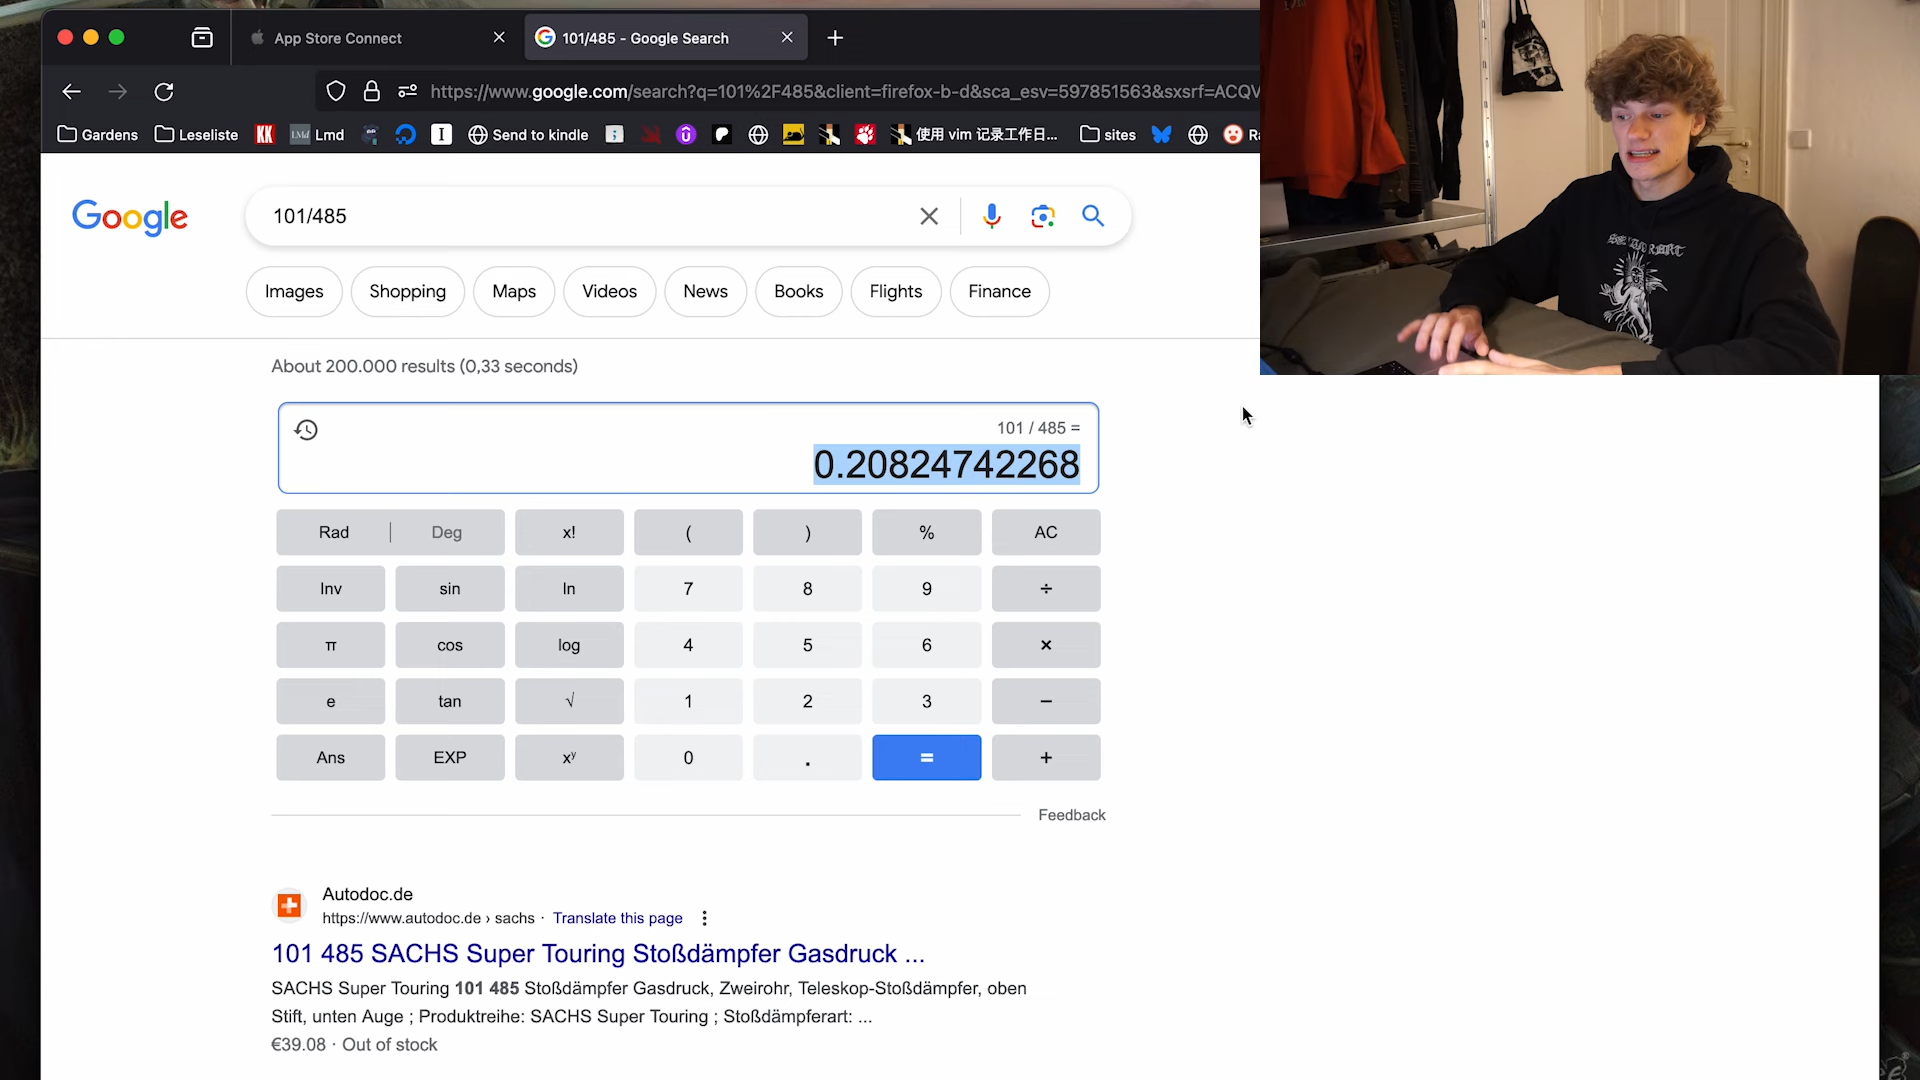 App Store Connect
101/485 - Google Search
https://www.google.com/search?q=101%2F485&client=firefox-b-d&sca_esv=597851563&sxsrf=ACQV
Gardens Leseliste KK LMd Lmd Send to kindle 使用 vim 记录工作日... sites
Google
101/485
Images Shopping Maps Videos News Books Flights Finance
About 200.000 results (0,33 seconds)
101 / 485 =
0.20824742268
Rad | Deg x! ( ) % AC
Inv sin ln 7 8 9 ÷
π cos log 4 5 6 ×
e tan √ 1 2 3 −
Ans EXP xʸ 0 . = +
Feedback
Autodoc.de
https://www.autodoc.de › sachs · Translate this page
101 485 SACHS Super Touring Stoßdämpfer Gasdruck ...
SACHS Super Touring 101 485 Stoßdämpfer Gasdruck, Zweirohr, Teleskop-Stoßdämpfer, oben
Stift, unten Auge ; Produktreihe: SACHS Super Touring ; Stoßdämpferart: ...
€39.08 · Out of stock